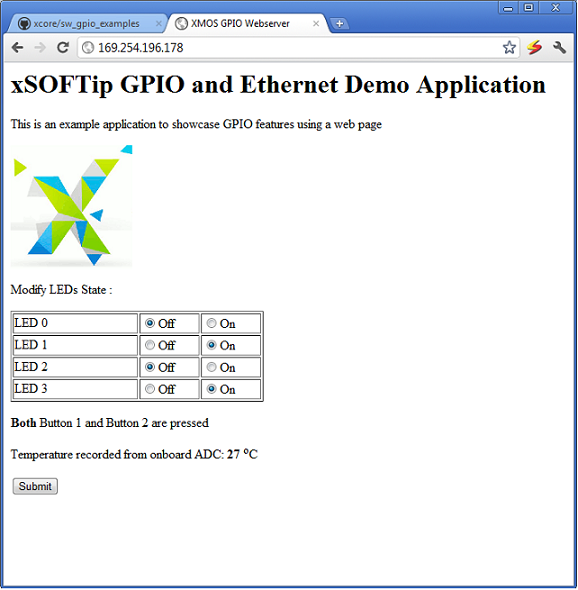 xcore/sw_gpio_examples
XMOS GPIO Webserver
169.254.196.178
xSOFTip GPIO and Ethernet Demo Application
This is an example application to showcase GPIO features using a web page
Modify LEDs State :
LED 0 Off On
LED 1 Off On
LED 2 Off On
LED 3 Off On
Both Button 1 and Button 2 are pressed
Temperature recorded from onboard ADC: 27 °C
Submit